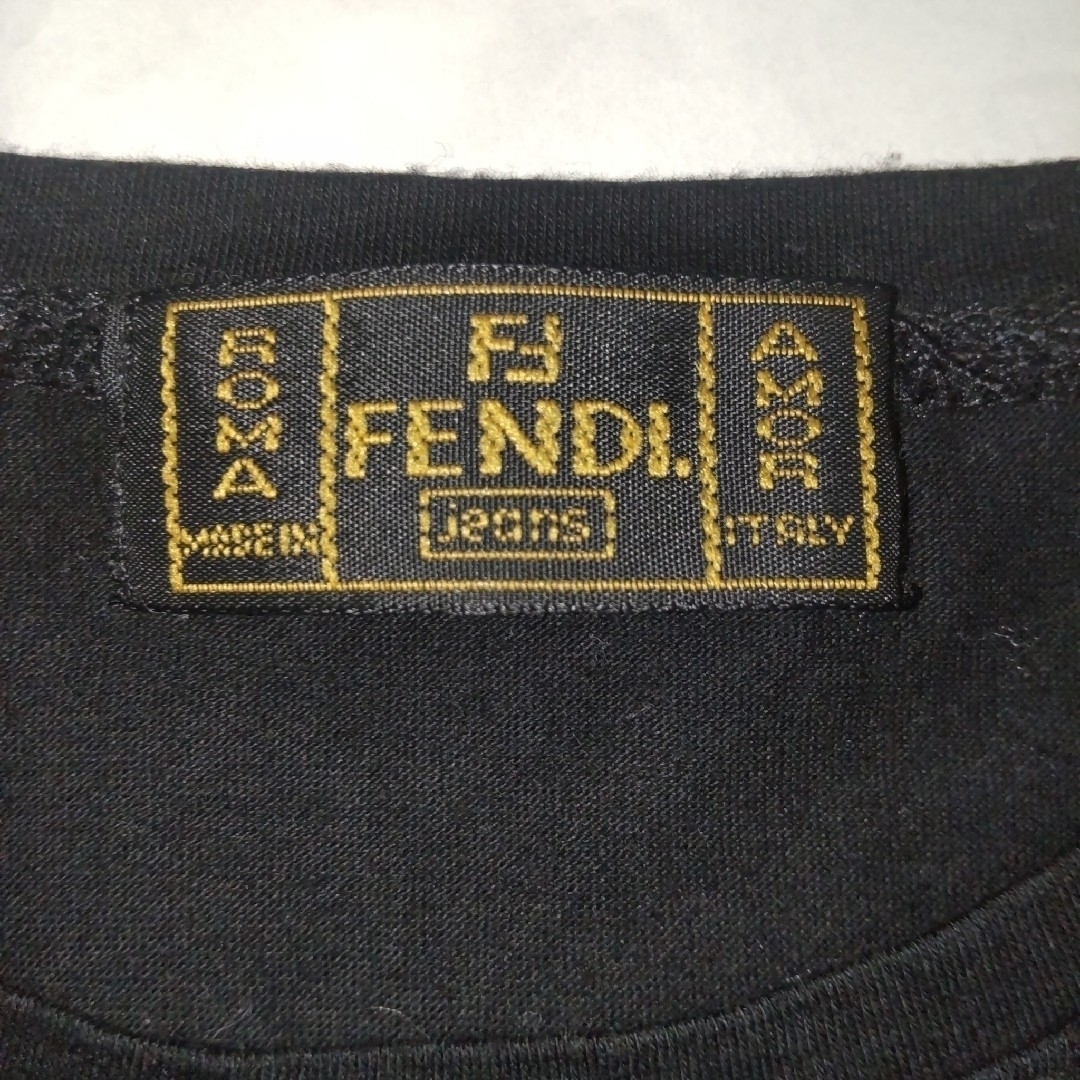 ROMA
MADE IN
FF
FENDI.
jeans
AMOR
ITALY